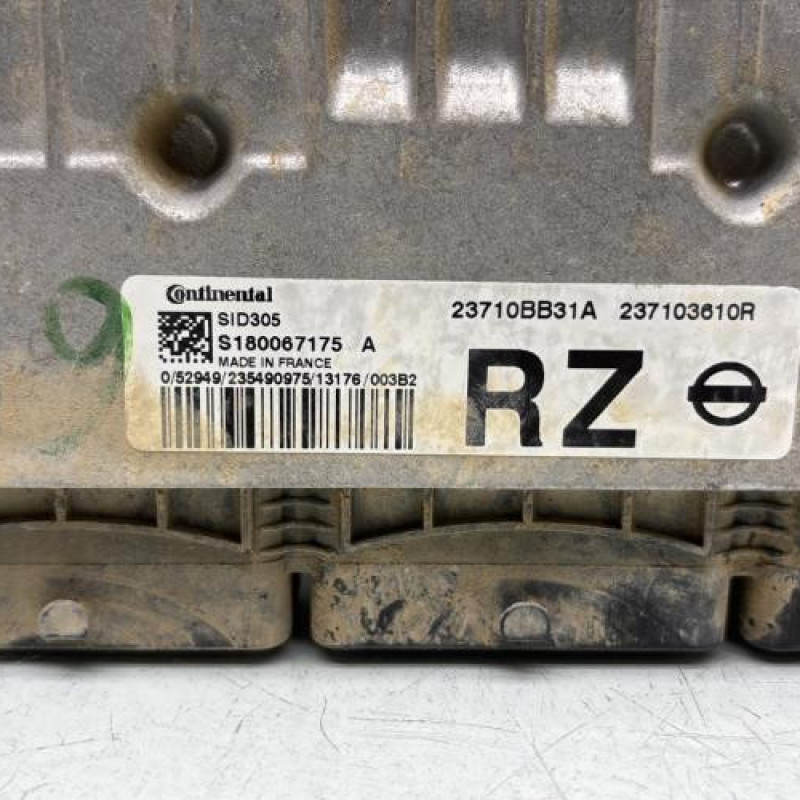 Continental
SID305
S180067175 A
MADE IN FRANCE
0/52949/235490975/13176/003B2
23710BB31A 237103610R
RZ